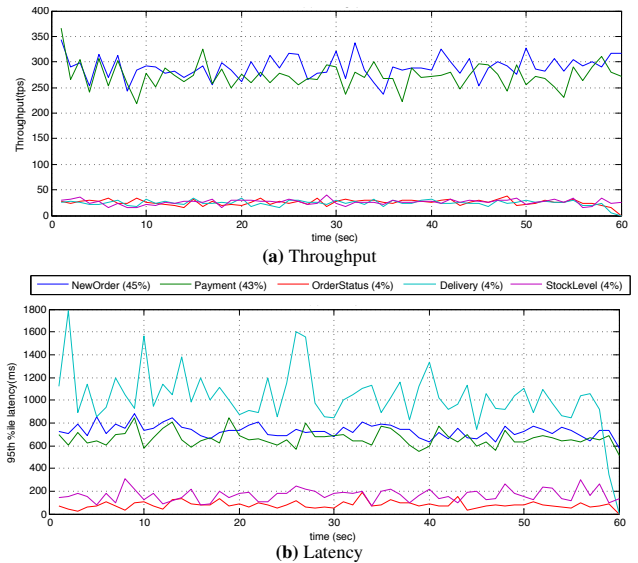 400
350
300
250
200
150
100
50
0
Throughput(tps)
0 10 20 30 40 50 60
time (sec)
(a) Throughput
NewOrder (45%) Payment (43%) OrderStatus (4%) Delivery (4%) StockLevel (4%)
1800
1600
1400
1200
1000
800
600
400
200
0
95th %ile latency(ms)
0 10 20 30 40 50 60
time (sec)
(b) Latency